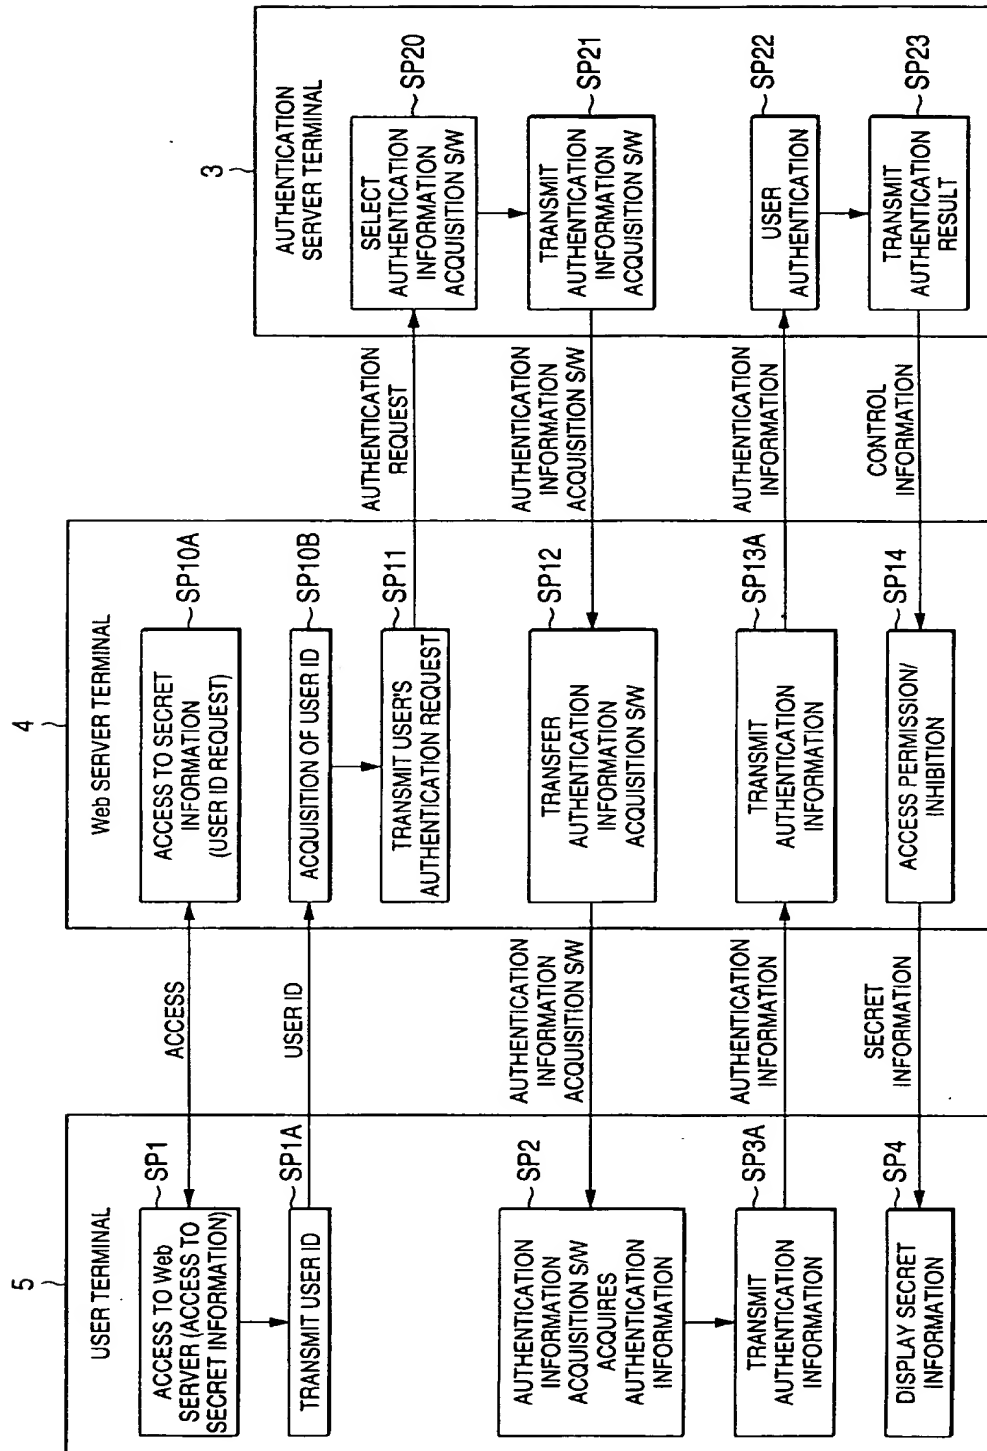 5
USER TERMINAL
SP1
ACCESS TO Web
SERVER (ACCESS TO
SECRET INFORMATION)
SP1A
TRANSMIT USER ID
SP2
AUTHENTICATION
INFORMATION
ACQUISITION S/W
ACQUIRES
AUTHENTICATION
INFORMATION
SP3A
TRANSMIT
AUTHENTICATION
INFORMATION
SP4
DISPLAY SECRET
INFORMATION
ACCESS
USER ID
AUTHENTICATION
INFORMATION
ACQUISITION S/W
AUTHENTICATION
INFORMATION
SECRET
INFORMATION
4
Web SERVER TERMINAL
SP10A
ACCESS TO SECRET
INFORMATION
(USER ID REQUEST)
SP10B
ACQUISITION OF USER ID
SP11
TRANSMIT USER'S
AUTHENTICATION REQUEST
SP12
TRANSFER
AUTHENTICATION
INFORMATION
ACQUISITION S/W
SP13A
TRANSMIT
AUTHENTICATION
INFORMATION
SP14
ACCESS PERMISSION/
INHIBITION
AUTHENTICATION
REQUEST
AUTHENTICATION
INFORMATION
ACQUISITION S/W
AUTHENTICATION
INFORMATION
CONTROL
INFORMATION
3
AUTHENTICATION
SERVER TERMINAL
SP20
SELECT
AUTHENTICATION
INFORMATION
ACQUISITION S/W
SP21
TRANSMIT
AUTHENTICATION
INFORMATION
ACQUISITION S/W
SP22
USER
AUTHENTICATION
SP23
TRANSMIT
AUTHENTICATION
RESULT